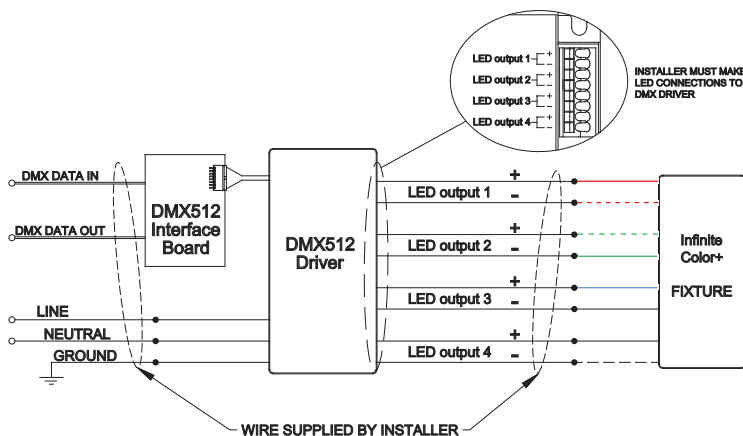 LED output 1
LED output 2
LED output 3
LED output 4
+
-
+
-
+
-
+
-
INSTALLER MUST MAKE
LED CONNECTIONS TO
DMX DRIVER
DMX DATA IN
DMX DATA OUT
DMX512
Interface
Board
LINE
NEUTRAL
GROUND
DMX512
Driver
+
LED output 1
-
+
LED output 2
-
+
LED output 3
-
+
LED output 4
-
Infinite
Color+
FIXTURE
WIRE SUPPLIED BY INSTALLER